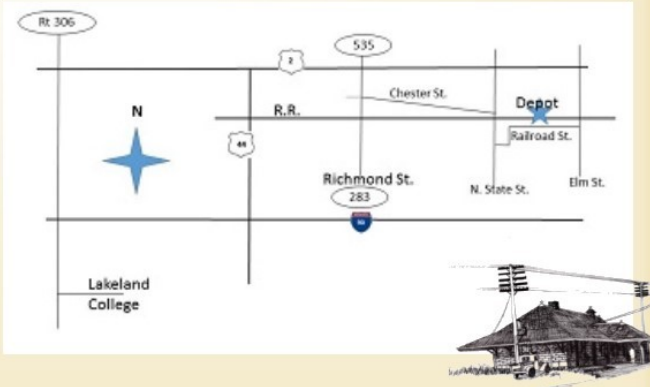 Rt 306
535
2
Chester St.
Depot
N
R.R.
Railroad St.
44
Richmond St.
N. State St.
Elm St.
283
Lakeland
College